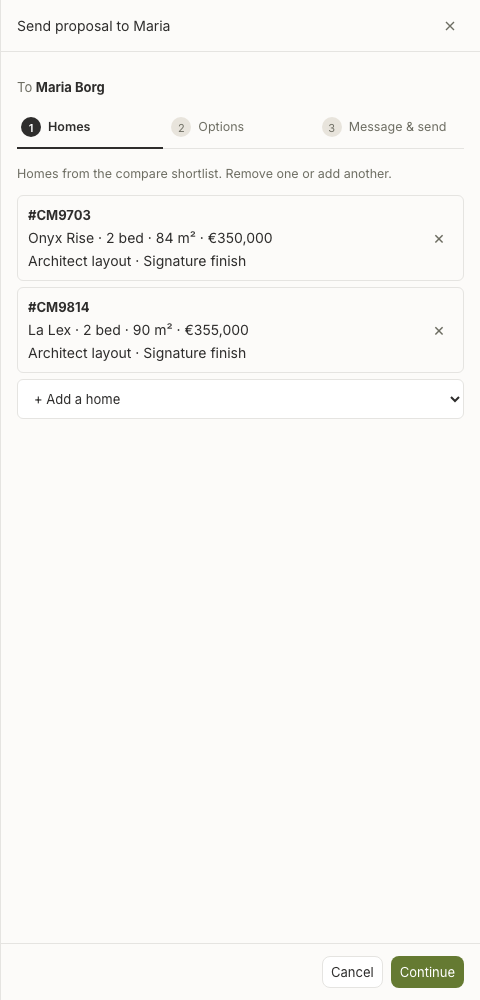 Send proposal to Maria ×
To Maria Borg
1 Homes 2 Options 3 Message & send
Homes from the compare shortlist. Remove one or add another.
#CM9703
Onyx Rise · 2 bed · 84 m² · €350,000 ×
Architect layout · Signature finish
#CM9814
La Lex · 2 bed · 90 m² · €355,000 ×
Architect layout · Signature finish
+ Add a home
Cancel Continue